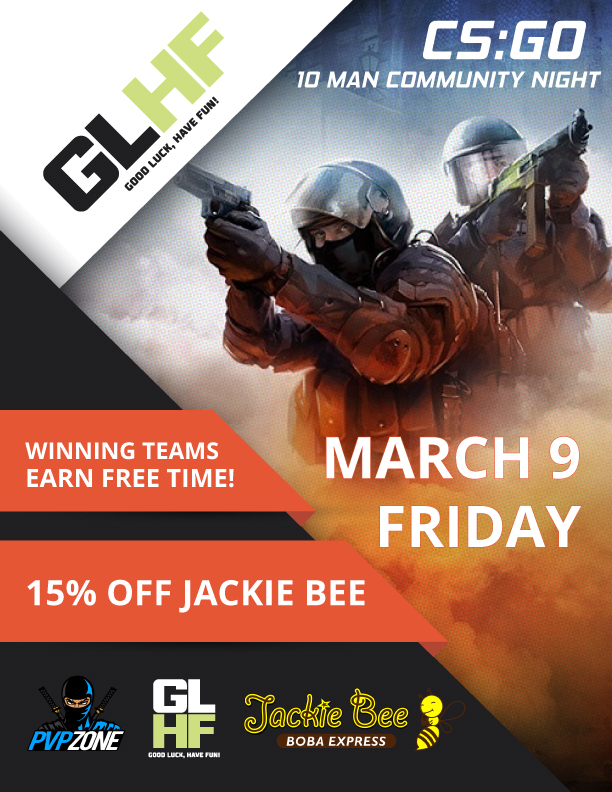 GLHF
GOOD LUCK, HAVE FUN!
CS:GO
10 MAN COMMUNITY NIGHT
WINNING TEAMS
EARN FREE TIME!
MARCH 9
FRIDAY
15% OFF JACKIE BEE
PVPZONE
GL
HF
GOOD LUCK, HAVE FUN!
Jackie Bee
BOBA EXPRESS